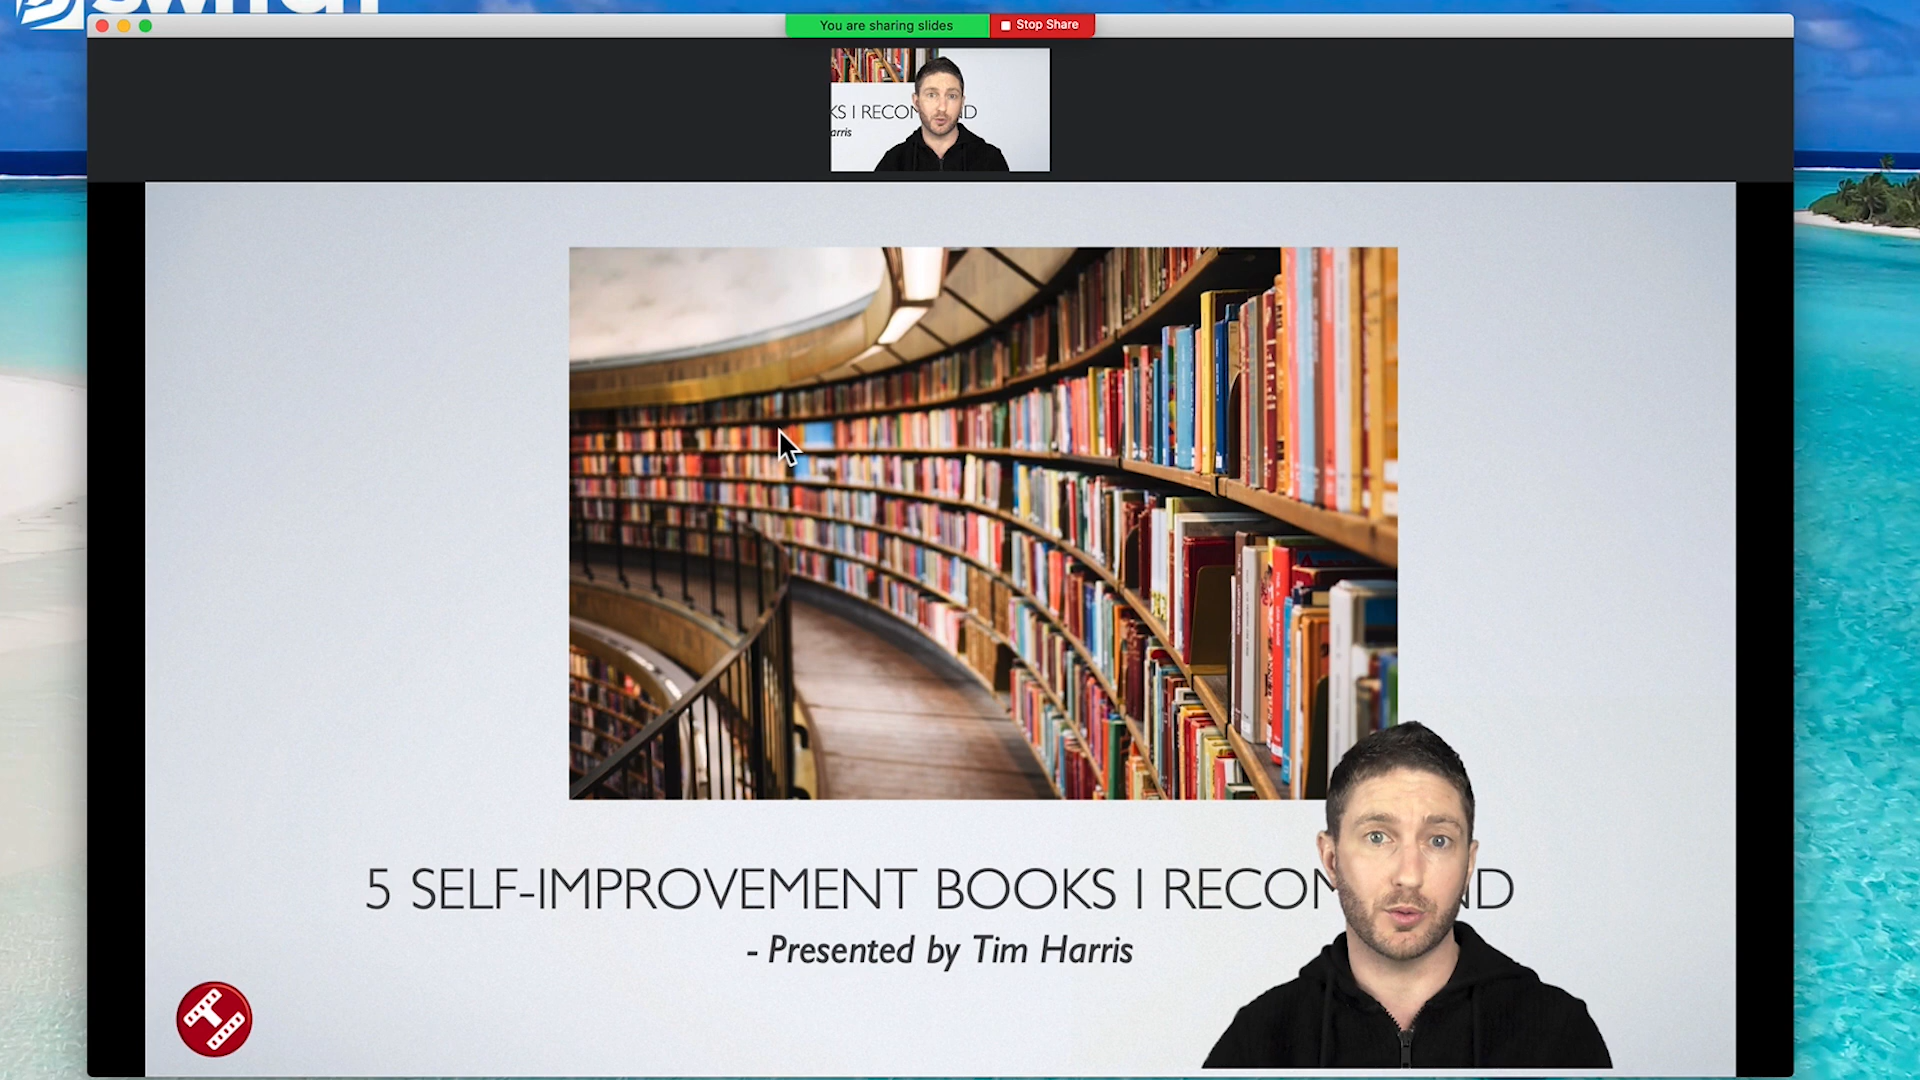 You are sharing slides
Stop Share
KS I RECOM ND
arris
5 SELF-IMPROVEMENT BOOKS I RECOM ND
- Presented by Tim Harris